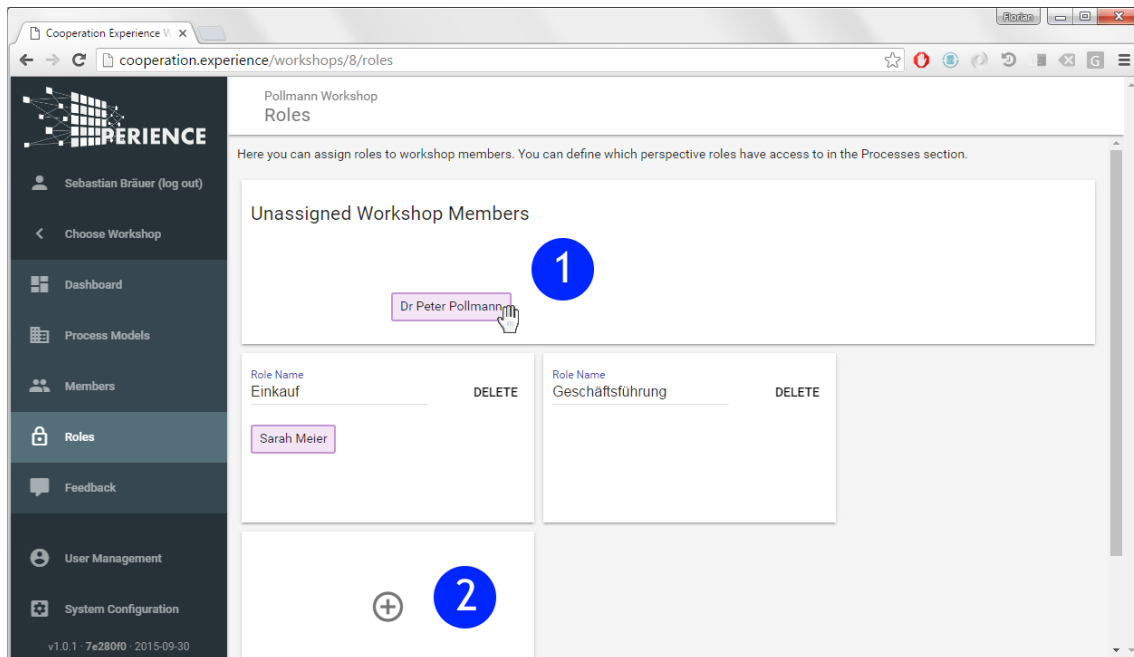 Florian
Cooperation Experience W
cooperation.experience/workshops/8/roles
PERIENCE
Sebastian Bräuer (log out)
Choose Workshop
Dashboard
Process Models
Members
Roles
Feedback
User Management
System Configuration
v1.0.1 · 7e280f0 · 2015-09-30
Pollmann Workshop
Roles
Here you can assign roles to workshop members. You can define which perspective roles have access to in the Processes section.
Unassigned Workshop Members
1
Dr Peter Pollmann
Role Name
Einkauf
DELETE
Sarah Meier
Role Name
Geschäftsführung
DELETE
2